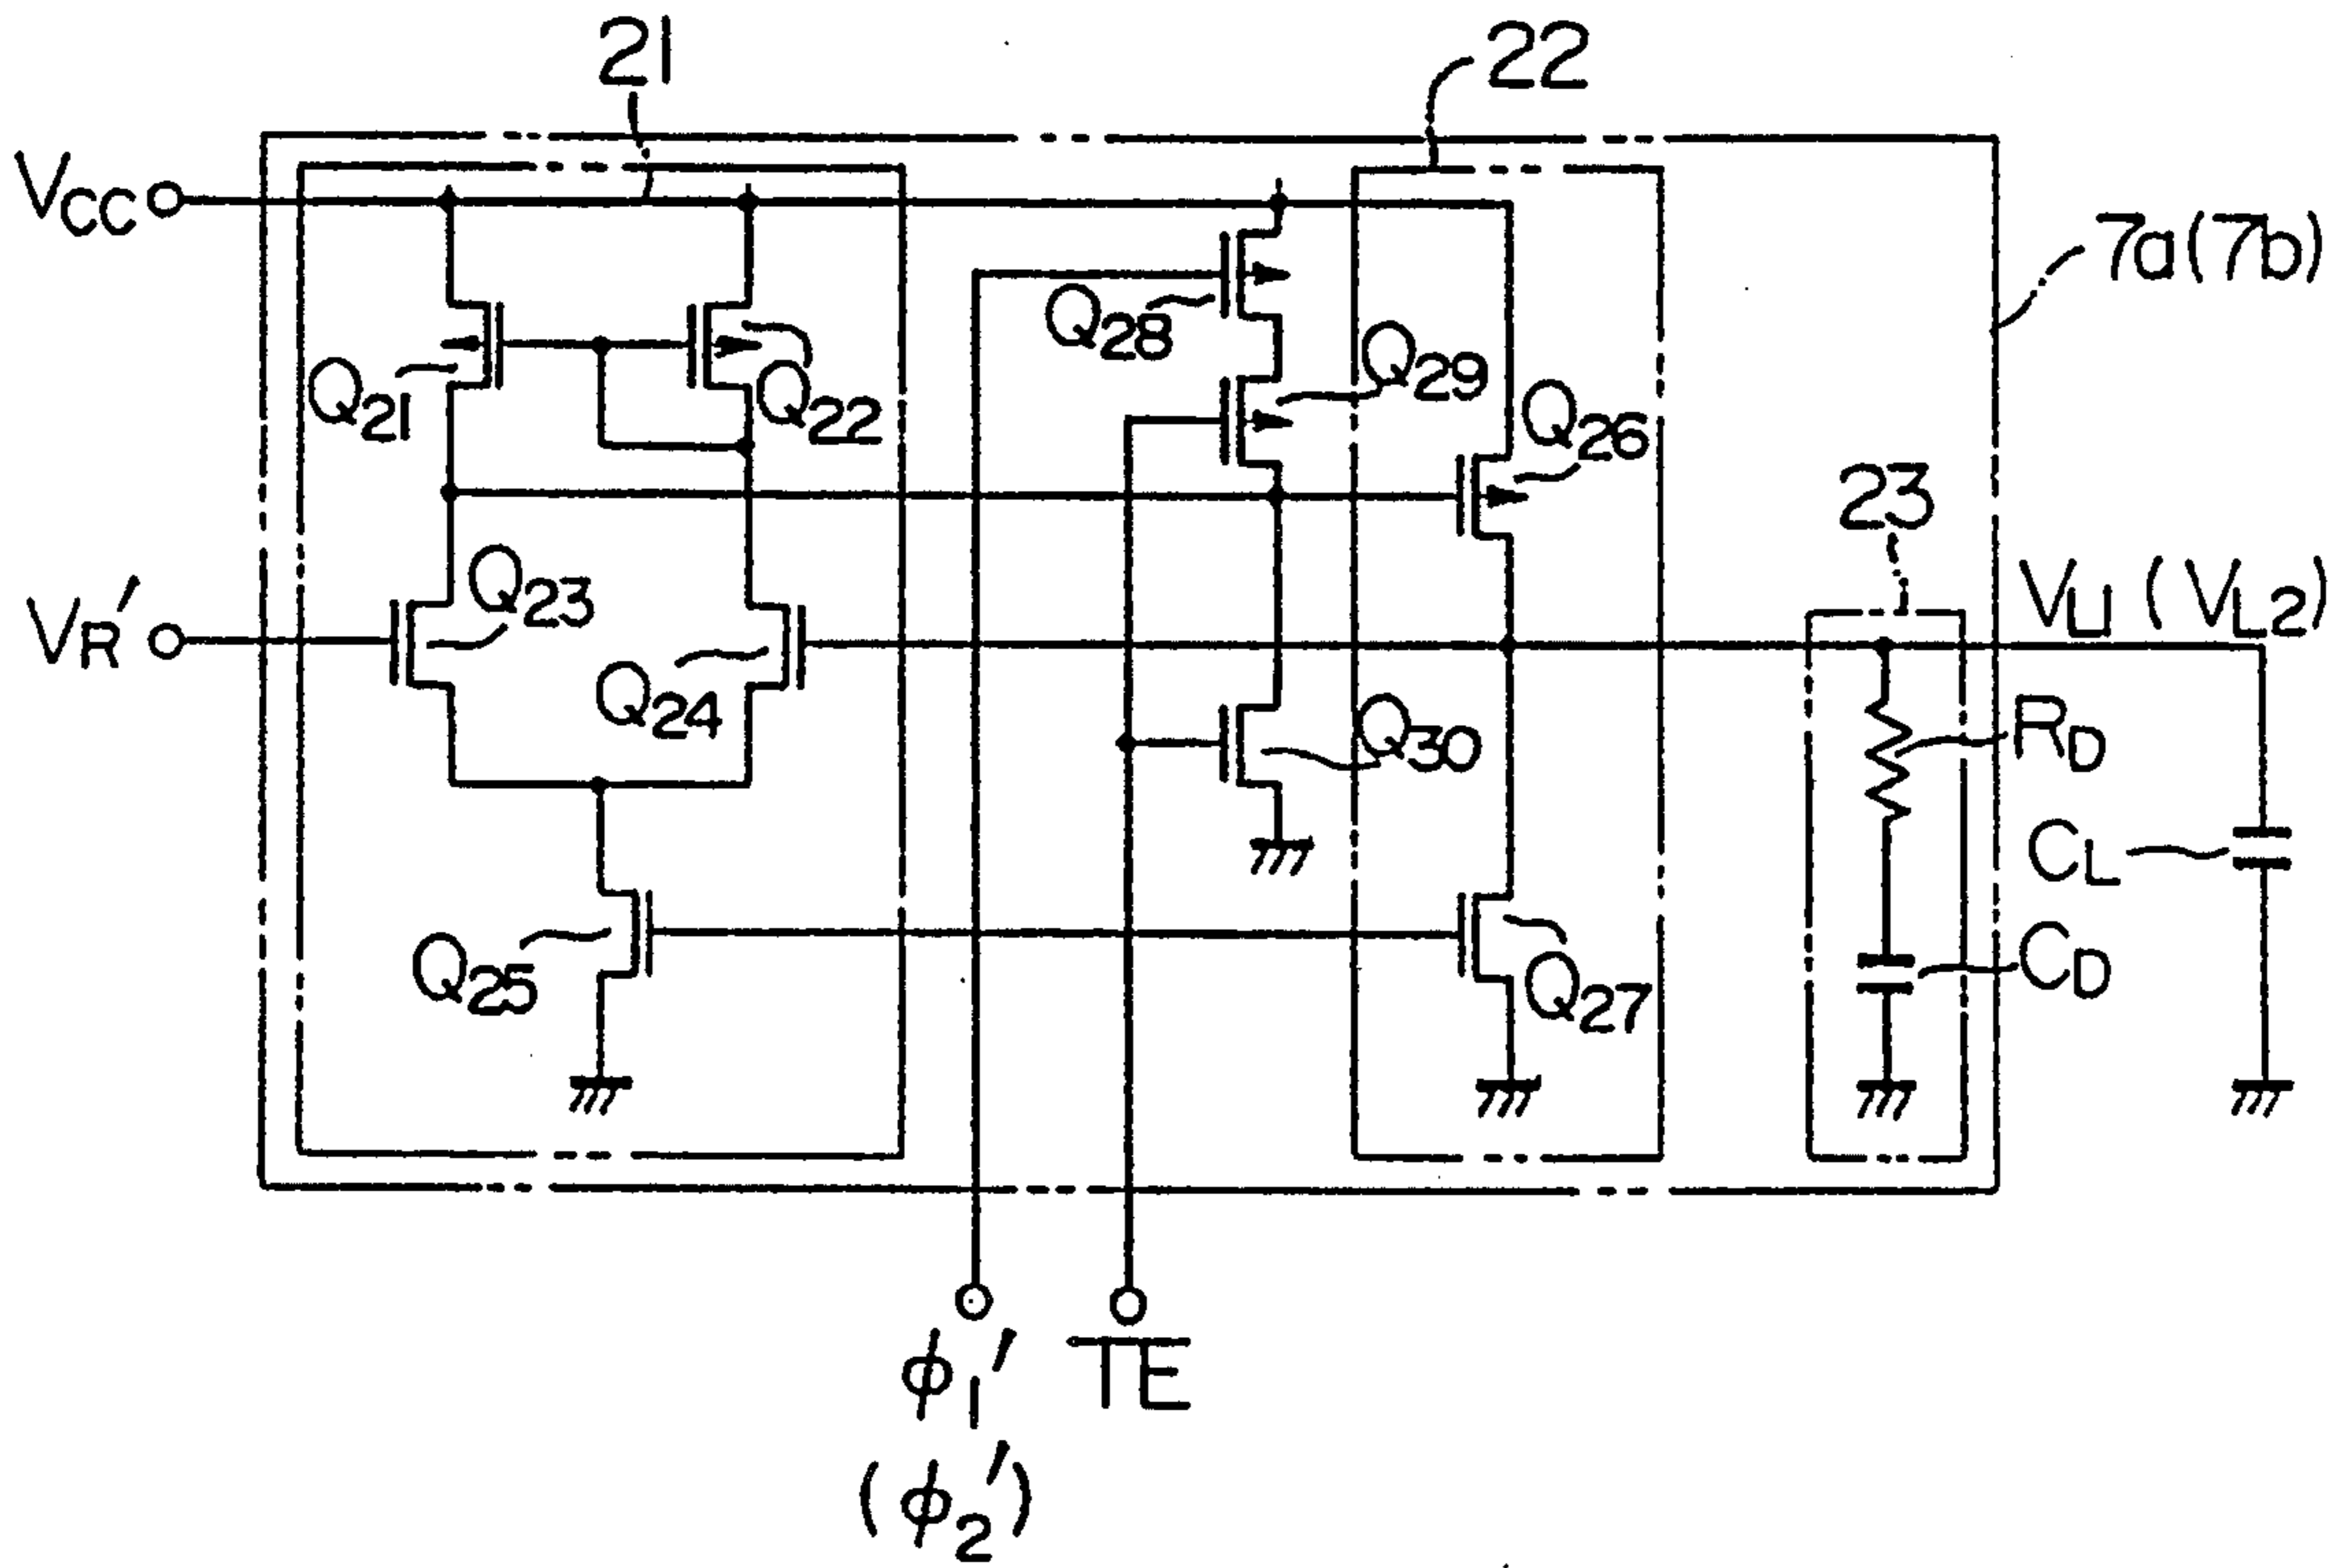 21
22
VCC
7a(7b)
Q28
Q29
Q21
Q22
Q26
23
VR'
Q23
VL1 (VL2)
Q24
Q30
RD
CL
CD
Q25
Q27
φ1'
TE
(φ2')